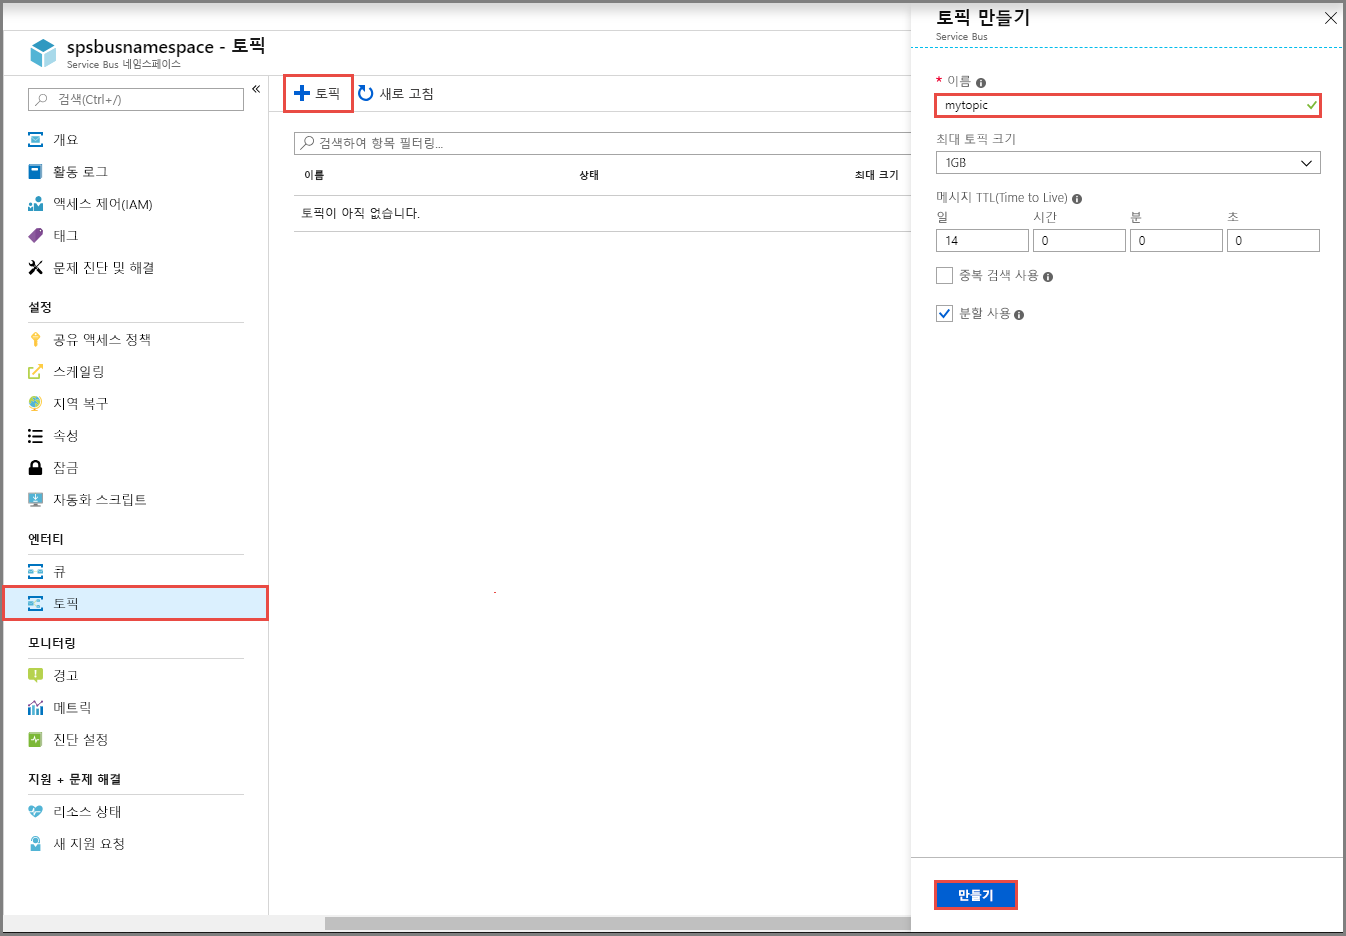 spsbusnamespace - 토픽
Service Bus 네임스페이스
검색(Ctrl+/)
«
개요
활동 로그
액세스 제어(IAM)
태그
문제 진단 및 해결
설정
공유 액세스 정책
스케일링
지역 복구
속성
잠금
자동화 스크립트
엔터티
큐
토픽
모니터링
경고
메트릭
진단 설정
지원 + 문제 해결
리소스 상태
새 지원 요청
토픽 새로 고침
검색하여 항목 필터링...
이름 상태 최대 크기
토픽이 아직 없습니다.
토픽 만들기
Service Bus
* 이름
mytopic
최대 토픽 크기
1GB
메시지 TTL(Time to Live)
일 시간 분 초
14 0 0 0
중복 검색 사용
분할 사용
만들기